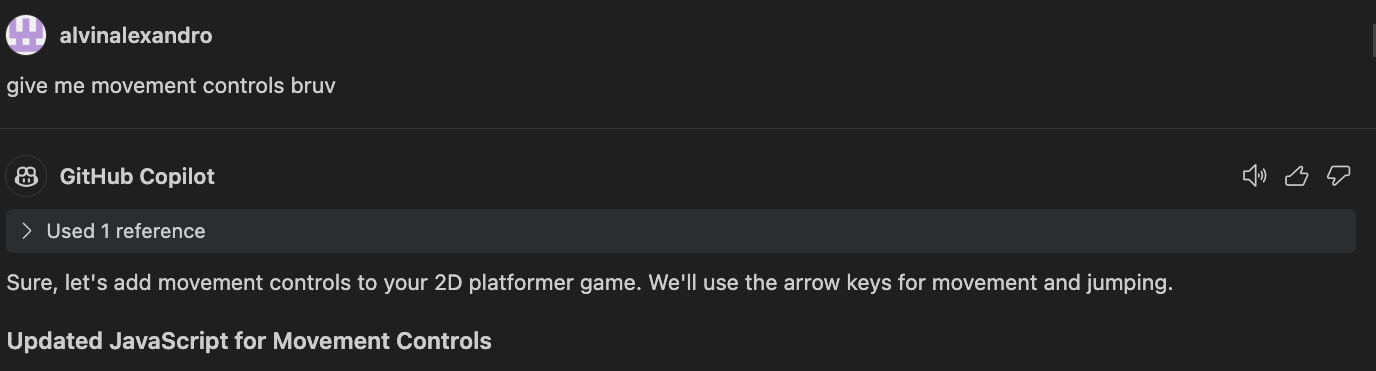 alvinalexandro
give me movement controls bruv
GitHub Copilot
Used 1 reference
Sure, let's add movement controls to your 2D platformer game. We'll use the arrow keys for movement and jumping.
Updated JavaScript for Movement Controls